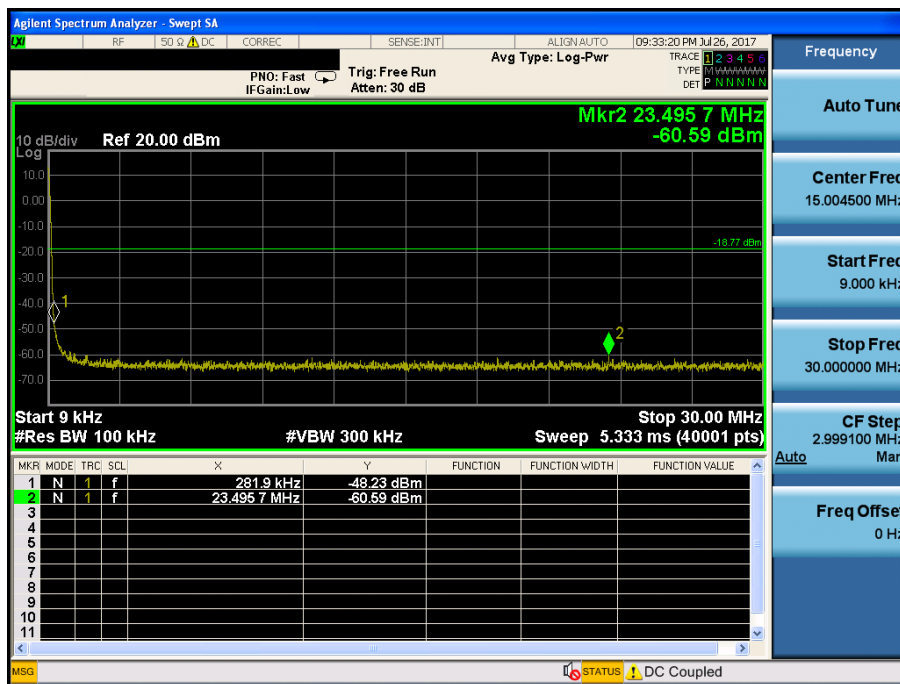 Agilent Spectrum Analyzer - Swept SA
LXI RF 50 Ω DC CORREC SENSE:INT ALIGN AUTO 09:33:20 PM Jul 26, 2017
Frequency
Avg Type: Log-Pwr
TRACE 1 2 3 4 5 6
TYPE M
DET P N N N N N
PNO: Fast
IFGain:Low
Trig: Free Run
Atten: 30 dB
Auto Tune
Mkr2 23.495 7 MHz
-60.59 dBm
10 dB/div
Log
Ref 20.00 dBm
10.0
0.00
-10.0
-20.0
-30.0
-40.0
-50.0
-60.0
-70.0
-18.77 dBm
1
2
Center Freq
15.004500 MHz
Start Freq
9.000 kHz
Stop Freq
30.000000 MHz
Start 9 kHz
Stop 30.00 MHz
#Res BW 100 kHz
#VBW 300 kHz
Sweep 5.333 ms (40001 pts)
CF Step
2.999100 MHz
Auto Man
MKR MODE TRC SCL X Y FUNCTION FUNCTION WIDTH FUNCTION VALUE
1 N 1 f 281.9 kHz -48.23 dBm
2 N 1 f 23.495 7 MHz -60.59 dBm
3
4
5
6
7
8
9
10
11
Freq Offset
0 Hz
MSG
STATUS
DC Coupled